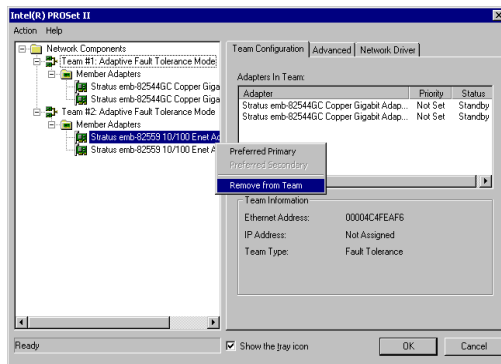 Intel(R) PROSet II
Action Help
Network Components
Team #1: Adaptive Fault Tolerance Mode
Member Adapters
Stratus emb-82544GC Copper Giga
Stratus emb-82544GC Copper Giga
Team #2: Adaptive Fault Tolerance Mode
Member Adapters
Stratus emb-82559 10/100 Enet Ad
Stratus emb-82559 10/100 Enet A
Team Configuration Advanced Network Driver
Adapters In Team:
Adapter Priority Status
Stratus emb-82544GC Copper Gigabit Adap... Not Set Standby
Stratus emb-82544GC Copper Gigabit Adap... Not Set Standby
Preferred Primary
Preferred Secondary
Remove from Team
Team Information
Ethernet Address: 00004C4FEAF6
IP Address: Not Assigned
Team Type: Fault Tolerance
Ready
Show the tray icon
OK Cancel